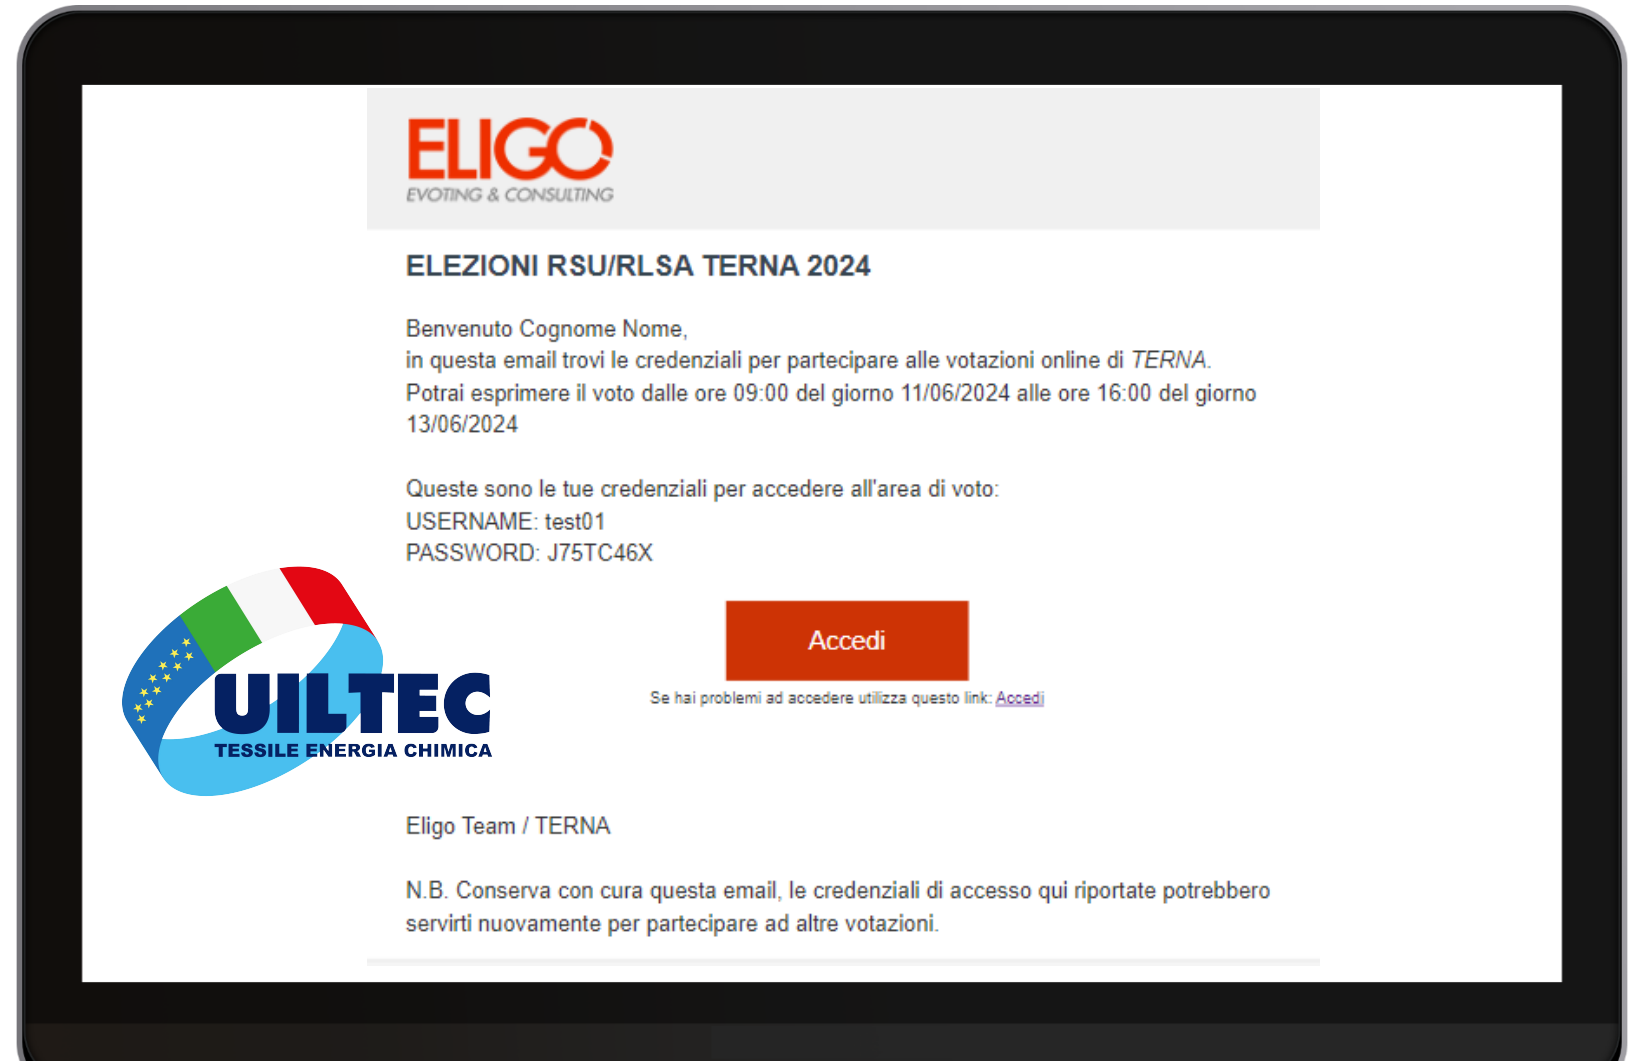 ELIGO
EVOTING & CONSULTING
ELEZIONI RSU/RLSA TERNA 2024
Benvenuto Cognome Nome,
in questa email trovi le credenziali per partecipare alle votazioni online di TERNA.
Potrai esprimere il voto dalle ore 09:00 del giorno 11/06/2024 alle ore 16:00 del giorno
13/06/2024
Queste sono le tue credenziali per accedere all'area di voto:
USERNAME: test01
PASSWORD: J75TC46X
Accedi
Se hai problemi ad accedere utilizza questo link: Accedi
UILTEC
TESSILE ENERGIA CHIMICA
Eligo Team / TERNA
N.B. Conserva con cura questa email, le credenziali di accesso qui riportate potrebbero
servirti nuovamente per partecipare ad altre votazioni.